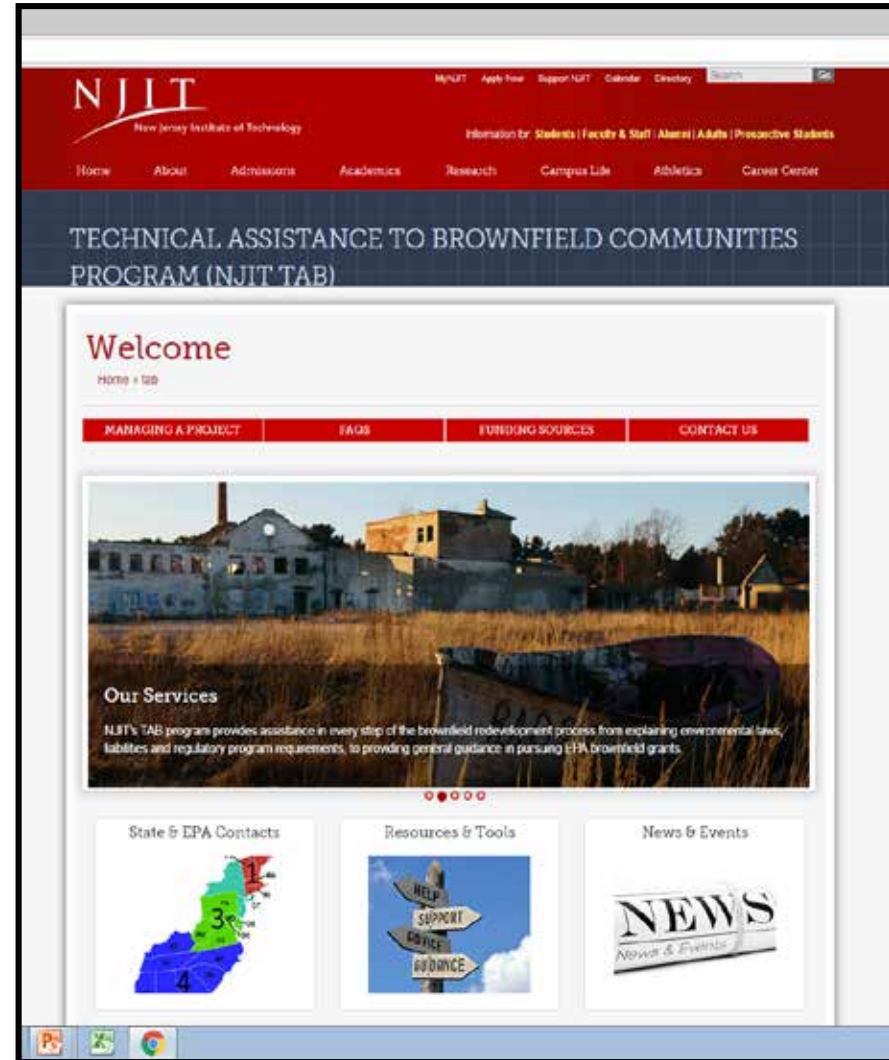 MyNJIT Apply Now Support NJIT Calendar Directory Search Go
NJIT
New Jersey Institute of Technology
Information for: Students | Faculty & Staff | Alumni | Adults | Prospective Students
Home About Admissions Academics Research Campus Life Athletics Career Center
TECHNICAL ASSISTANCE TO BROWNFIELD COMMUNITIES
PROGRAM (NJIT TAB)
Welcome
Home » tab
MANAGING A PROJECT FAQS FUNDING SOURCES CONTACT US
Our Services
NJIT's TAB program provides assistance in every step of the brownfield redevelopment process from explaining environmental laws,
liabilities and regulatory program requirements, to providing general guidance in pursuing EPA brownfield grants.
State & EPA Contacts Resources & Tools News & Events
1
3
4
HELP
SUPPORT
ADVICE
GUIDANCE
NEWS
News & Events